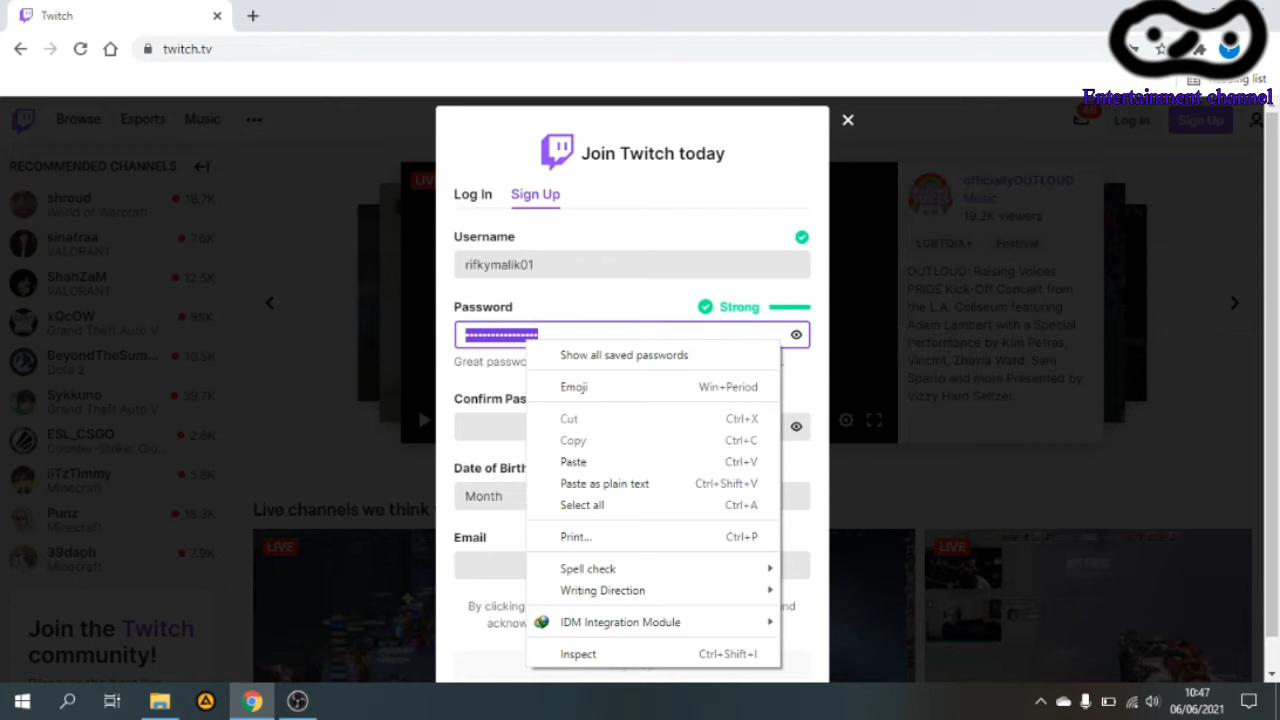 Twitch
twitch.tv
Reading list
Entertainment channel
Browse
Esports
Music
Log In
Sign Up
RECOMMENDED CHANNELS
shroud
18.7K
World of Warcraft
sinatraa
7.6K
VALORANT
ShahZaM
12.5K
VALORANT
xQcOW
Grand Theft Auto V
BeyondTheSum...
10.5K
Dota 2
Sykkuno
39.7K
Grand Theft Auto V
ESL_CSGO
2.8K
Counter-Strike: Glo...
iiTzTimmy
5.8K
Minecraft
Punz
18.3K
Minecraft
39daph
7.9K
Minecraft
Join the Twitch
community!
LIV
officiallyOUTLOUD
Music
19.2K viewers
LGBTQIA+
Festival
OUTLOUD: Raising Voices
PRIDE Kick-Off Concert from
the L.A. Coliseum featuring
Adam Lambert with a Special
Performance by Kim Petras,
Vincint, Zhavia Ward, Sam
Sparro and more! Presented by
Vizzy Hard Seltzer.
Live channels we think
LIVE
LIVE
Join Twitch today
Log In
Sign Up
Username
rifkymalik01
Password
Strong
Great passwo
Confirm Pas
Date of Birth
Month
Email
By clicking
nd
acknow
Show all saved passwords
Emoji
Win+Period
Cut
Ctrl+X
Copy
Ctrl+C
Paste
Ctrl+V
Paste as plain text
Ctrl+Shift+V
Select all
Ctrl+A
Print...
Ctrl+P
Spell check
Writing Direction
IDM Integration Module
Inspect
Ctrl+Shift+I
10:47
06/06/2021